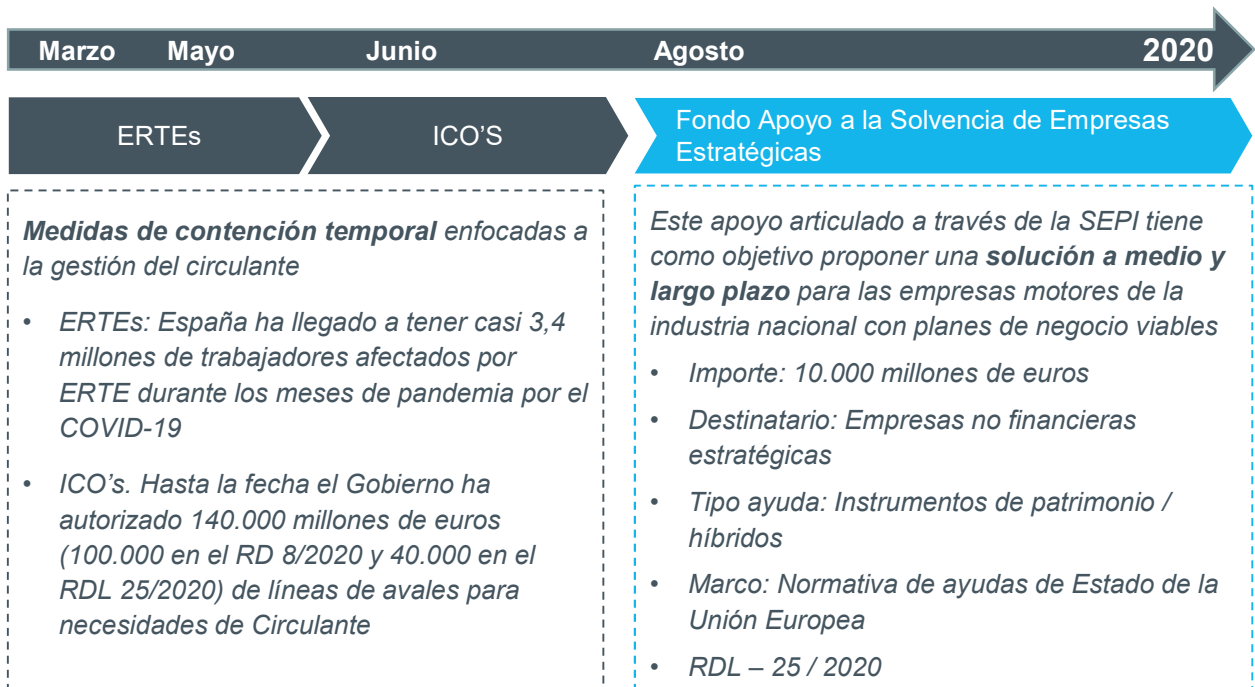 Marzo Mayo Junio Agosto 2020
ERTEs
ICO’S
Fondo Apoyo a la Solvencia de Empresas
Estratégicas
Medidas de contención temporal enfocadas a
la gestión del circulante
• ERTEs: España ha llegado a tener casi 3,4
millones de trabajadores afectados por
ERTE durante los meses de pandemia por el
COVID-19
• ICO’s. Hasta la fecha el Gobierno ha
autorizado 140.000 millones de euros
(100.000 en el RD 8/2020 y 40.000 en el
RDL 25/2020) de líneas de avales para
necesidades de Circulante
Este apoyo articulado a través de la SEPI tiene
como objetivo proponer una solución a medio y
largo plazo para las empresas motores de la
industria nacional con planes de negocio viables
• Importe: 10.000 millones de euros
• Destinatario: Empresas no financieras
estratégicas
• Tipo ayuda: Instrumentos de patrimonio /
híbridos
• Marco: Normativa de ayudas de Estado de la
Unión Europea
• RDL – 25 / 2020